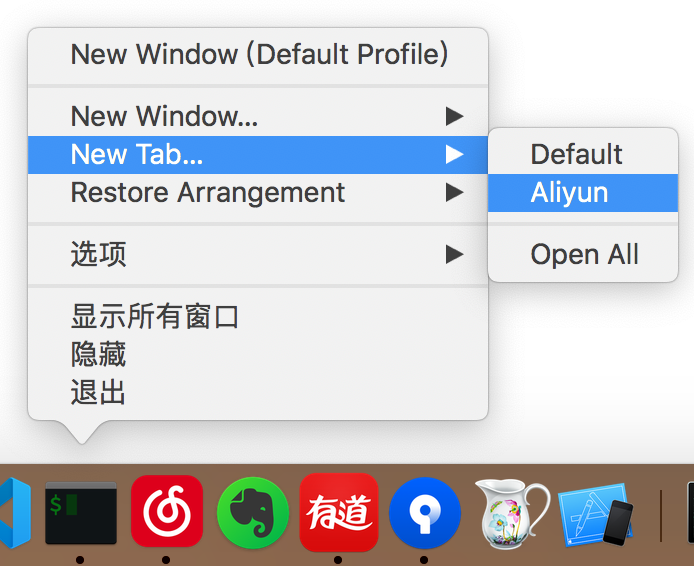 New Window (Default Profile)
New Window...
New Tab...
Restore Arrangement
选项
显示所有窗口
隐藏
退出
Default
Aliyun
Open All
$
有道